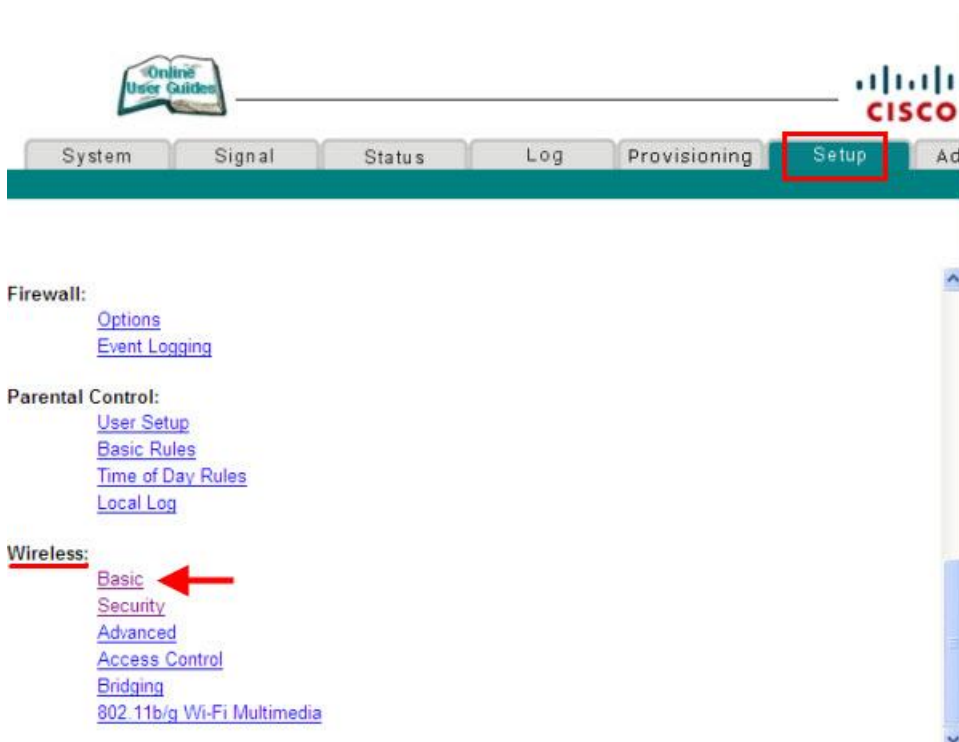 Online
User Guides
CISCO
System Signal Status Log Provisioning Setup Ad
Firewall:
Options
Event Logging
Parental Control:
User Setup
Basic Rules
Time of Day Rules
Local Log
Wireless:
Basic
Security
Advanced
Access Control
Bridging
802.11b/g Wi-Fi Multimedia